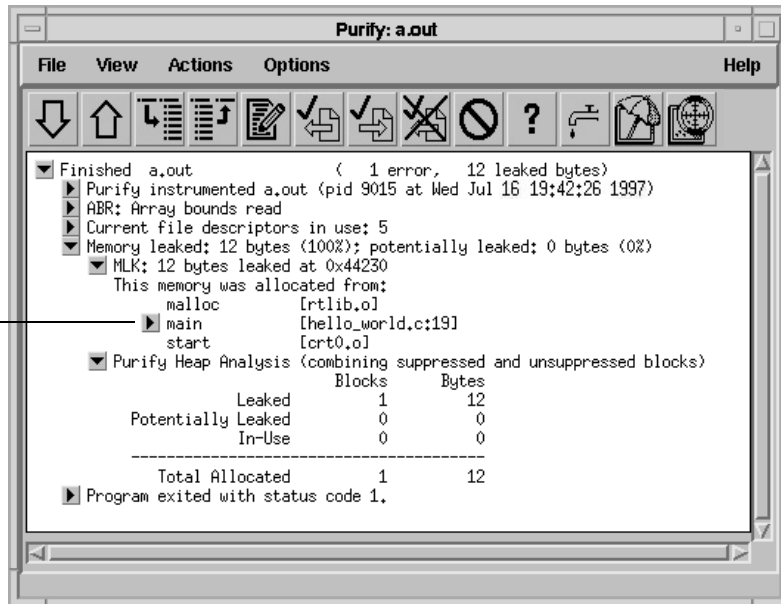 Purify: a.out
File View Actions Options Help
?
Finished a.out ( 1 error, 12 leaked bytes)
Purify instrumented a.out (pid 9015 at Wed Jul 16 19:42:26 1997)
ABR: Array bounds read
Current file descriptors in use: 5
Memory leaked: 12 bytes (100%); potentially leaked: 0 bytes (0%)
MLK: 12 bytes leaked at 0x44230
This memory was allocated from:
malloc [rtlib.o]
main [hello_world.c:19]
start [crt0.o]
Purify Heap Analysis (combining suppressed and unsuppressed blocks)
Blocks Bytes
Leaked 1 12
Potentially Leaked 0 0
In-Use 0 0
----------------------------------------
Total Allocated 1 12
Program exited with status code 1.